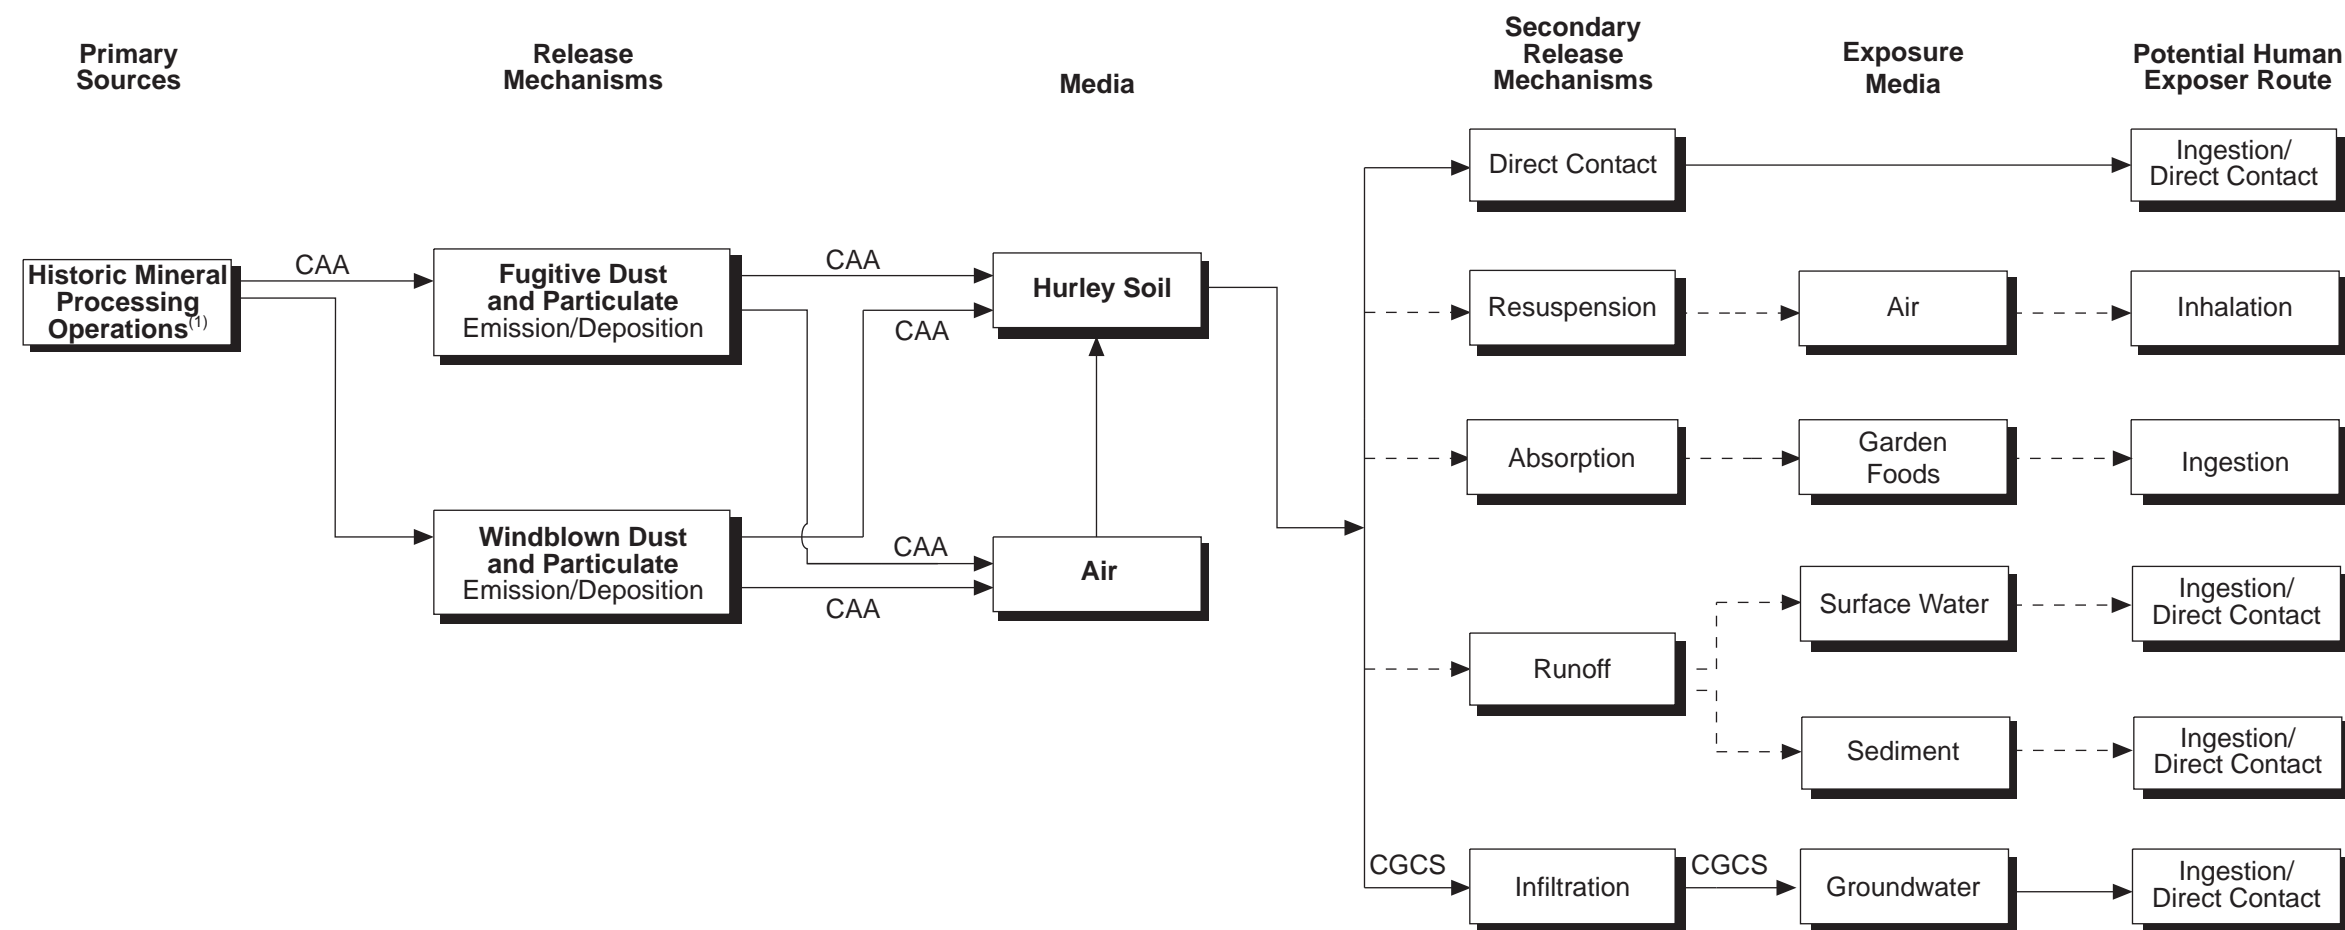 Primary
Sources
Release
Mechanisms
Media
Secondary
Release
Mechanisms
Exposure
Media
Potential Human
Exposer Route
Historic Mineral
Processing
Operations(1)
CAA
Fugitive Dust
and Particulate
Emission/Deposition
Windblown Dust
and Particulate
Emission/Deposition
CAA
CAA
CAA
CAA
Hurley Soil
Air
Direct Contact
Ingestion/
Direct Contact
Resuspension
Air
Inhalation
Absorption
Garden
Foods
Ingestion
Runoff
Surface Water
Ingestion/
Direct Contact
Sediment
Ingestion/
Direct Contact
CGCS
Infiltration
CGCS
Groundwater
Ingestion/
Direct Contact